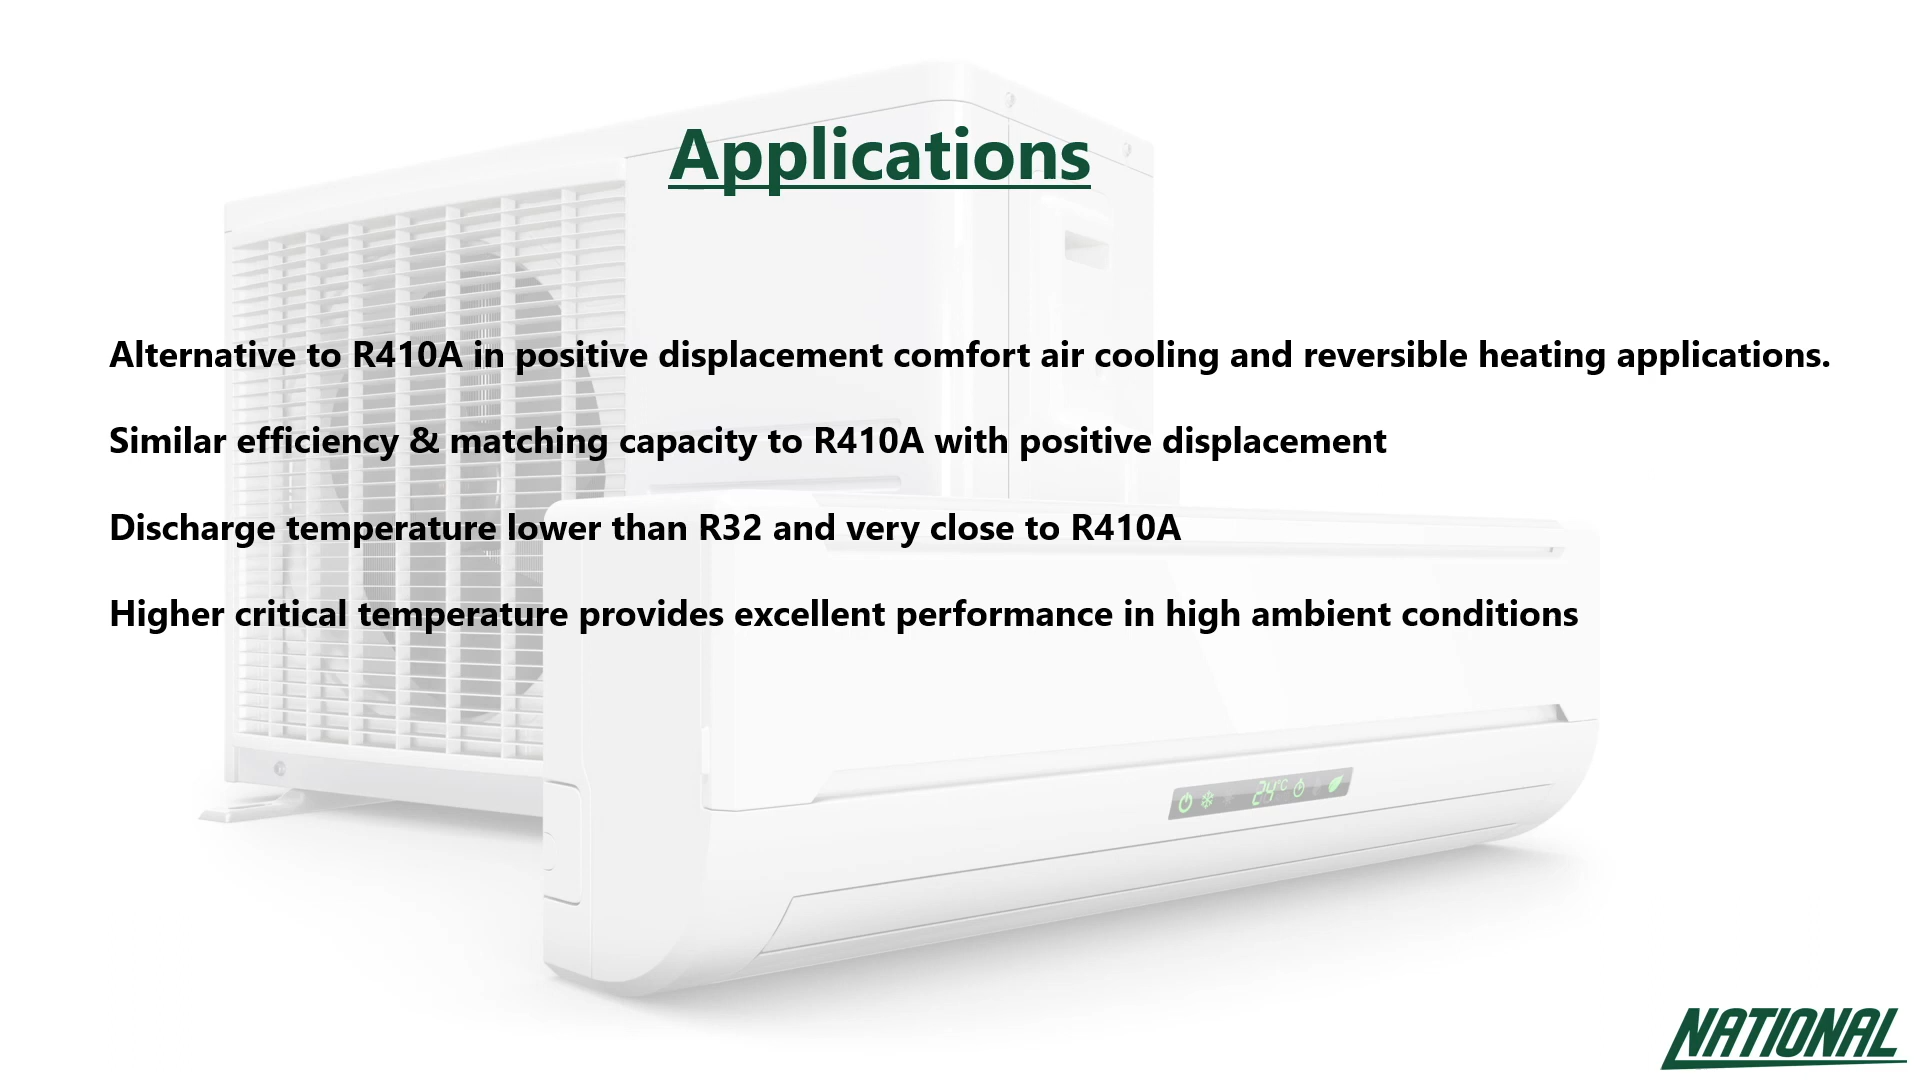 Applications
Alternative to R410A in positive displacement comfort air cooling and reversible heating applications.
Similar efficiency & matching capacity to R410A with positive displacement
Discharge temperature lower than R32 and very close to R410A
Higher critical temperature provides excellent performance in high ambient conditions
24°C
NATIONAL